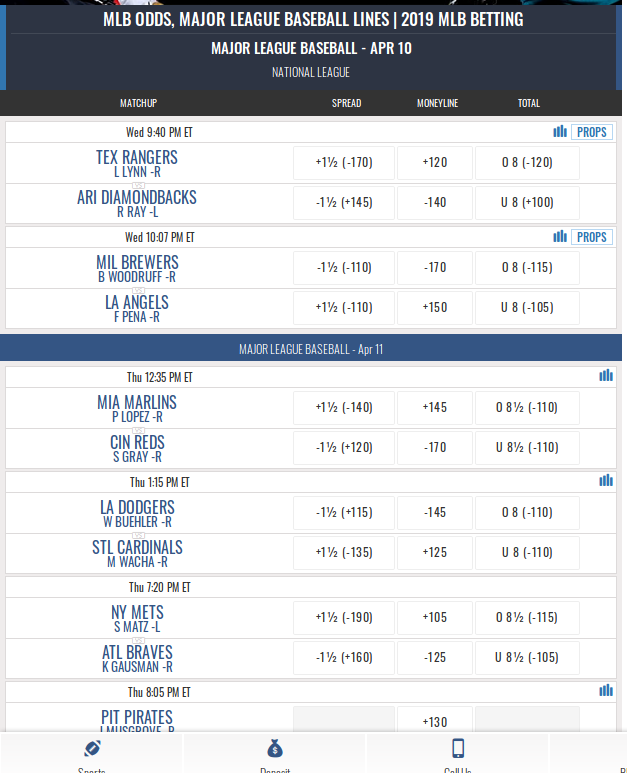 MLB ODDS, MAJOR LEAGUE BASEBALL LINES | 2019 MLB BETTING
MAJOR LEAGUE BASEBALL - APR 10
NATIONAL LEAGUE
MATCHUP SPREAD MONEYLINE TOTAL
Wed 9:40 PM ET PROPS
TEX RANGERS
L LYNN -R
+1½ (-170) +120 O 8 (-120)
VS
ARI DIAMONDBACKS
R RAY -L
-1½ (+145) -140 U 8 (+100)
Wed 10:07 PM ET PROPS
MIL BREWERS
B WOODRUFF -R
-1½ (-110) -170 O 8 (-115)
VS
LA ANGELS
F PENA -R
+1½ (-110) +150 U 8 (-105)
MAJOR LEAGUE BASEBALL - Apr 11
Thu 12:35 PM ET
MIA MARLINS
P LOPEZ -R
+1½ (-140) +145 O 8½ (-110)
VS
CIN REDS
S GRAY -R
-1½ (+120) -170 U 8½ (-110)
Thu 1:15 PM ET
LA DODGERS
W BUEHLER -R
-1½ (+115) -145 O 8 (-110)
VS
STL CARDINALS
M WACHA -R
+1½ (-135) +125 U 8 (-110)
Thu 7:20 PM ET
NY METS
S MATZ -L
+1½ (-190) +105 O 8½ (-115)
VS
ATL BRAVES
K GAUSMAN -R
-1½ (+160) -125 U 8½ (-105)
Thu 8:05 PM ET
PIT PIRATES
J MUSGROVE -R
+130
Sports Deposit Call Us